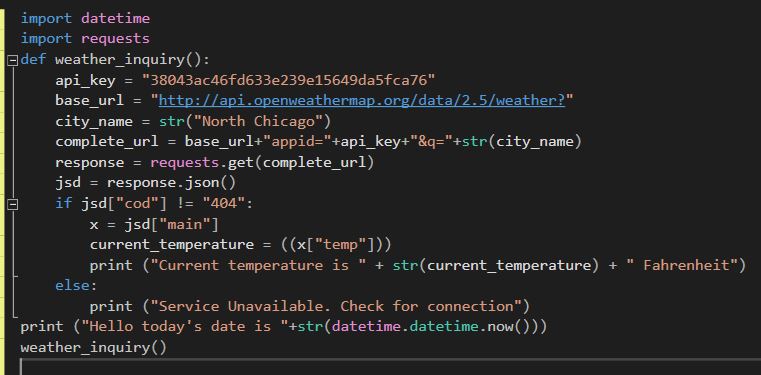 import datetime
import requests
def weather_inquiry():
    api_key = "38043ac46fd633e239e15649da5fca76"
    base_url = "http://api.openweathermap.org/data/2.5/weather?"
    city_name = str("North Chicago")
    complete_url = base_url+"appid="+api_key+"&q="+str(city_name)
    response = requests.get(complete_url)
    jsd = response.json()
    if jsd["cod"] != "404":
        x = jsd["main"]
        current_temperature = ((x["temp"]))
        print ("Current temperature is " + str(current_temperature) + " Fahrenheit")
    else:
        print ("Service Unavailable. Check for connection")
print ("Hello today's date is "+str(datetime.datetime.now()))
weather_inquiry()